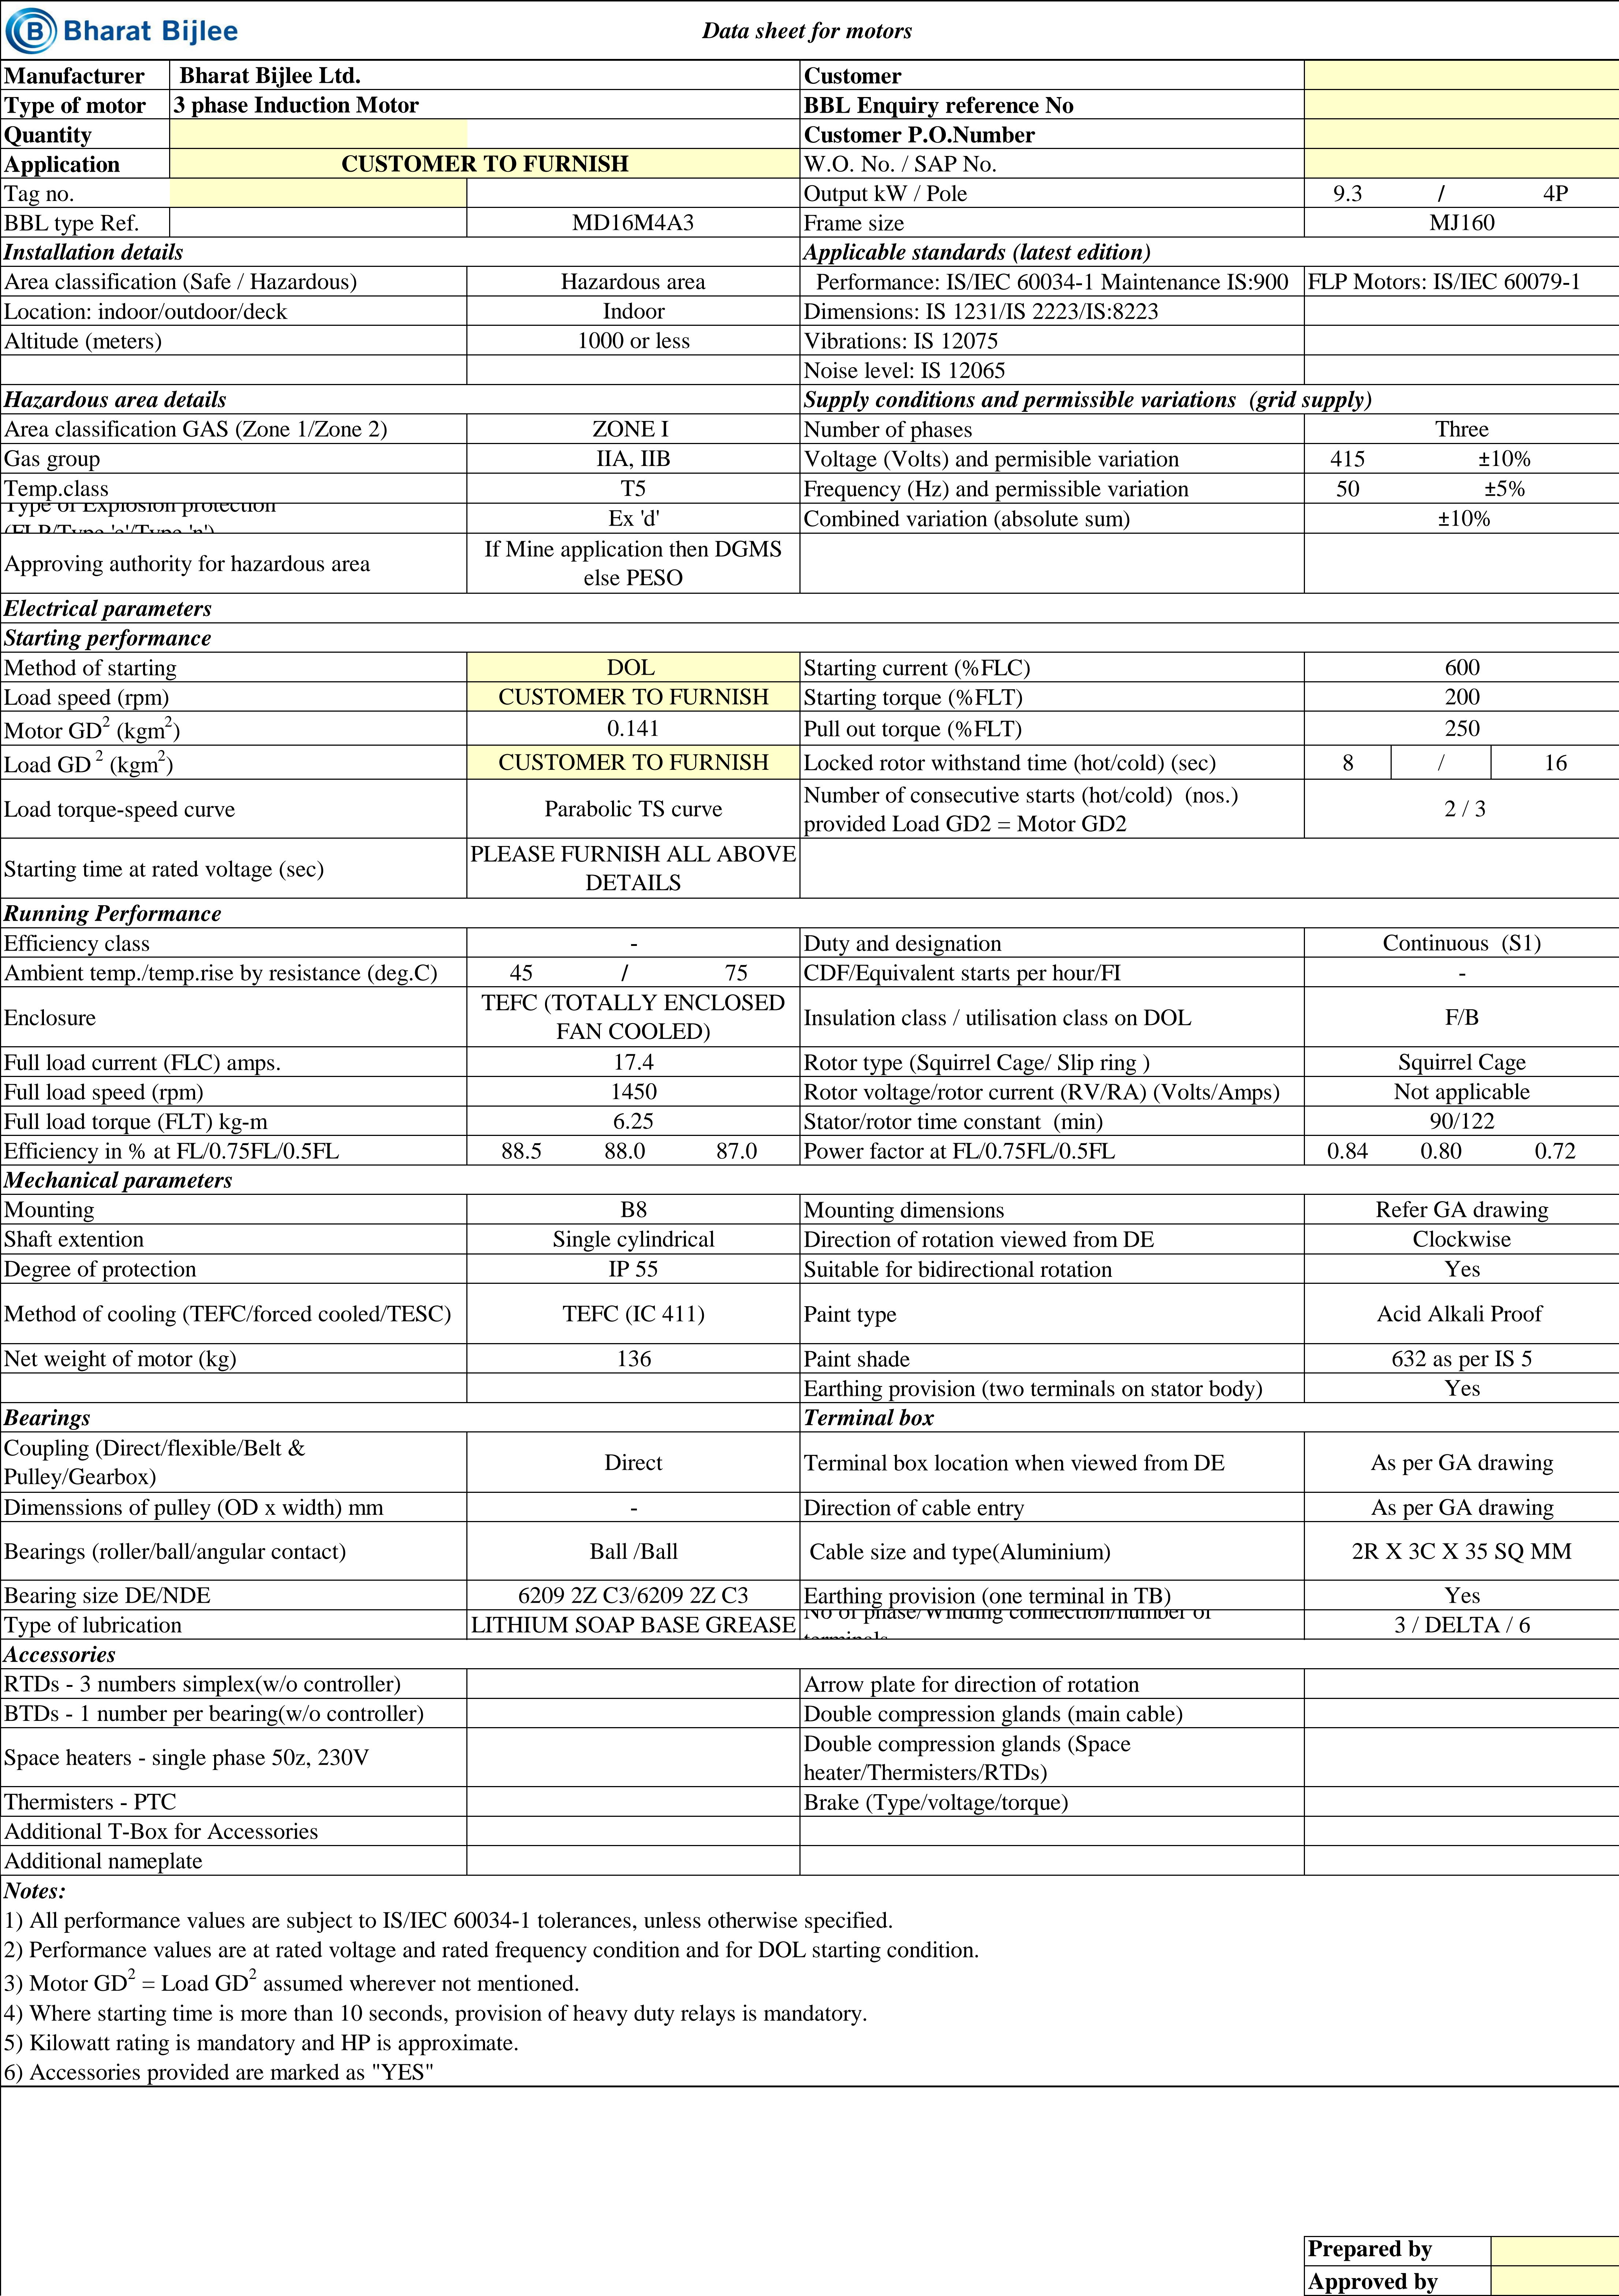 B Bharat Bijlee
Data sheet for motors
Manufacturer Bharat Bijlee Ltd. Customer
Type of motor 3 phase Induction Motor BBL Enquiry reference No
Quantity Customer P.O.Number
Application CUSTOMER TO FURNISH W.O. No. / SAP No.
Tag no. Output kW / Pole 9.3 / 4P
BBL type Ref. MD16M4A3 Frame size MJ160
Installation details Applicable standards (latest edition)
Area classification (Safe / Hazardous) Hazardous area Performance: IS/IEC 60034-1 Maintenance IS:900 FLP Motors: IS/IEC 60079-1
Location: indoor/outdoor/deck Indoor Dimensions: IS 1231/IS 2223/IS:8223
Altitude (meters) 1000 or less Vibrations: IS 12075
Noise level: IS 12065
Hazardous area details Supply conditions and permissible variations (grid supply)
Area classification GAS (Zone 1/Zone 2) ZONE I Number of phases Three
Gas group IIA, IIB Voltage (Volts) and permisible variation 415 ±10%
Temp.class T5 Frequency (Hz) and permissible variation 50 ±5%
Type of Explosion protection
(FLP/Type 'e'/Type 'n') Ex 'd' Combined variation (absolute sum) ±10%
Approving authority for hazardous area If Mine application then DGMS
else PESO
Electrical parameters
Starting performance
Method of starting DOL Starting current (%FLC) 600
Load speed (rpm) CUSTOMER TO FURNISH Starting torque (%FLT) 200
Motor GD2 (kgm2) 0.141 Pull out torque (%FLT) 250
Load GD 2 (kgm2) CUSTOMER TO FURNISH Locked rotor withstand time (hot/cold) (sec) 8 / 16
Load torque-speed curve Parabolic TS curve Number of consecutive starts (hot/cold) (nos.)
provided Load GD2 = Motor GD2 2 / 3
Starting time at rated voltage (sec) PLEASE FURNISH ALL ABOVE
DETAILS
Running Performance
Efficiency class - Duty and designation Continuous (S1)
Ambient temp./temp.rise by resistance (deg.C) 45 / 75 CDF/Equivalent starts per hour/FI -
Enclosure TEFC (TOTALLY ENCLOSED
FAN COOLED) Insulation class / utilisation class on DOL F/B
Full load current (FLC) amps. 17.4 Rotor type (Squirrel Cage/ Slip ring ) Squirrel Cage
Full load speed (rpm) 1450 Rotor voltage/rotor current (RV/RA) (Volts/Amps) Not applicable
Full load torque (FLT) kg-m 6.25 Stator/rotor time constant (min) 90/122
Efficiency in % at FL/0.75FL/0.5FL 88.5 88.0 87.0 Power factor at FL/0.75FL/0.5FL 0.84 0.80 0.72
Mechanical parameters
Mounting B8 Mounting dimensions Refer GA drawing
Shaft extention Single cylindrical Direction of rotation viewed from DE Clockwise
Degree of protection IP 55 Suitable for bidirectional rotation Yes
Method of cooling (TEFC/forced cooled/TESC) TEFC (IC 411) Paint type Acid Alkali Proof
Net weight of motor (kg) 136 Paint shade 632 as per IS 5
Earthing provision (two terminals on stator body) Yes
Bearings Terminal box
Coupling (Direct/flexible/Belt &
Pulley/Gearbox) Direct Terminal box location when viewed from DE As per GA drawing
Dimenssions of pulley (OD x width) mm - Direction of cable entry As per GA drawing
Bearings (roller/ball/angular contact) Ball /Ball Cable size and type(Aluminium) 2R X 3C X 35 SQ MM
Bearing size DE/NDE 6209 2Z C3/6209 2Z C3 Earthing provision (one terminal in TB) Yes
Type of lubrication LITHIUM SOAP BASE GREASE No of phase/Winding connection/number of
terminals 3 / DELTA / 6
Accessories
RTDs - 3 numbers simplex(w/o controller) Arrow plate for direction of rotation
BTDs - 1 number per bearing(w/o controller) Double compression glands (main cable)
Space heaters - single phase 50z, 230V Double compression glands (Space
heater/Thermisters/RTDs)
Thermisters - PTC Brake (Type/voltage/torque)
Additional T-Box for Accessories
Additional nameplate
Notes:
1) All performance values are subject to IS/IEC 60034-1 tolerances, unless otherwise specified.
2) Performance values are at rated voltage and rated frequency condition and for DOL starting condition.
3) Motor GD2 = Load GD2 assumed wherever not mentioned.
4) Where starting time is more than 10 seconds, provision of heavy duty relays is mandatory.
5) Kilowatt rating is mandatory and HP is approximate.
6) Accessories provided are marked as "YES"
Prepared by
Approved by